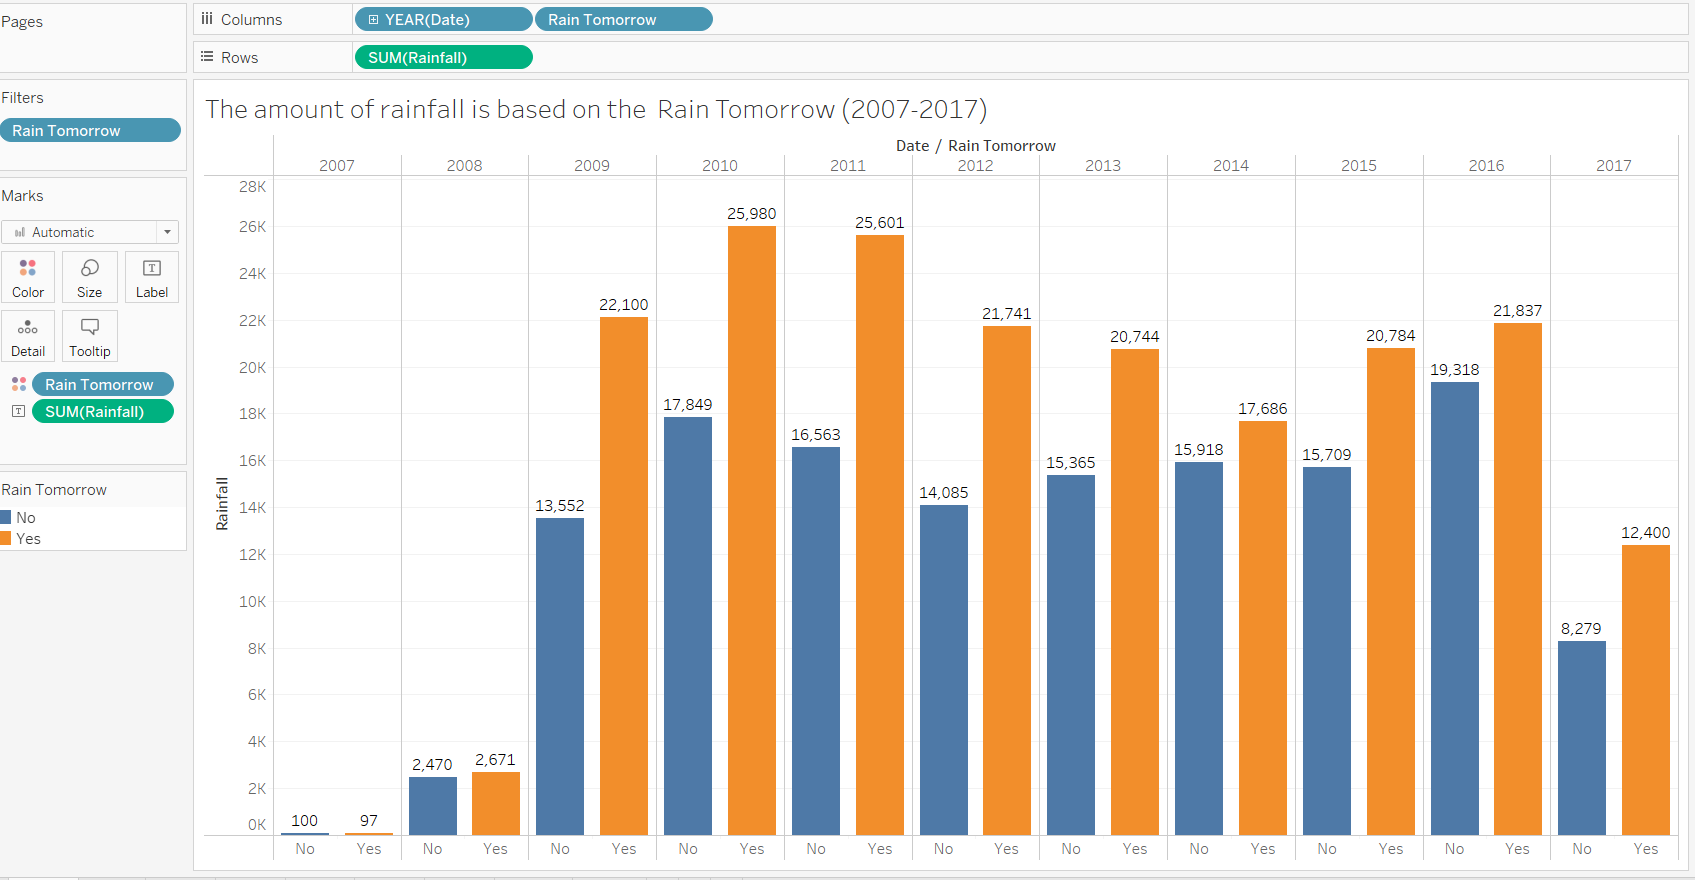 Pages
Columns
YEAR(Date)
Rain Tomorrow
Rows
SUM(Rainfall)
Filters
Rain Tomorrow
Marks
Automatic
Color
Size
Label
Detail
Tooltip
Rain Tomorrow
SUM(Rainfall)
Rain Tomorrow
No
Yes
The amount of rainfall is based on the  Rain Tomorrow (2007-2017)
Date / Rain Tomorrow
2007 2008 2009 2010 2011 2012 2013 2014 2015 2016 2017
Rainfall
28K
26K
24K
22K
20K
18K
16K
14K
12K
10K
8K
6K
4K
2K
0K
100 97
2,470 2,671
13,552 22,100
17,849 25,980
16,563 25,601
14,085 21,741
15,365 20,744
15,918 17,686
15,709 20,784
19,318 21,837
8,279 12,400
No Yes No Yes No Yes No Yes No Yes No Yes No Yes No Yes No Yes No Yes No Yes